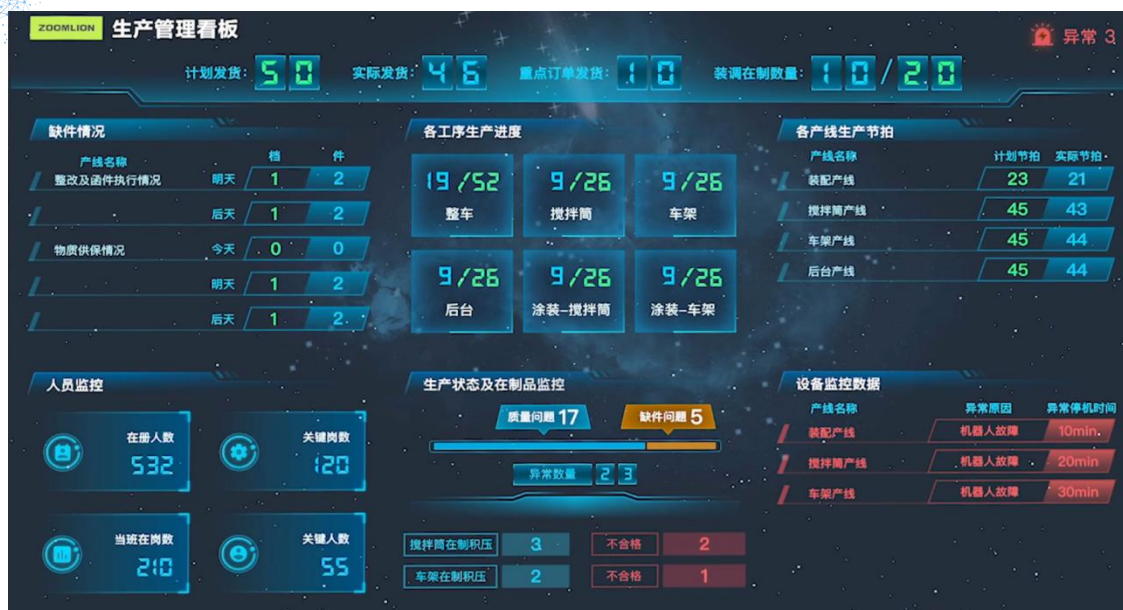 ZOOMLION 生产管理看板
异常 3
计划发货: 50 实际发货: 46 重点订单发货: 10 装调在制数量: 10/20
缺件情况
产线名称 档 件
整改及函件执行情况 明天 1 2
后天 1 2
物质供保情况 今天 0 0
明天 1 2
后天 1 2
各工序生产进度
19/52 9/26 9/26
整车 搅拌筒 车架
9/26 9/26 9/26
后台 涂装-搅拌筒 涂装-车架
各产线生产节拍
产线名称 计划节拍 实际节拍
装配产线 23 21
搅拌筒产线 45 43
车架产线 45 44
后台产线 45 44
人员监控
在册人数 关键岗数
532 120
当班在岗数 关键人数
210 55
生产状态及在制品监控
质量问题 17 缺件问题 5
异常数量 23
搅拌筒在制积压 3 不合格 2
车架在制积压 2 不合格 1
设备监控数据
产线名称 异常原因 异常停机时间
装配产线 机器人故障 10min
搅拌筒产线 机器人故障 20min
车架产线 机器人故障 30min